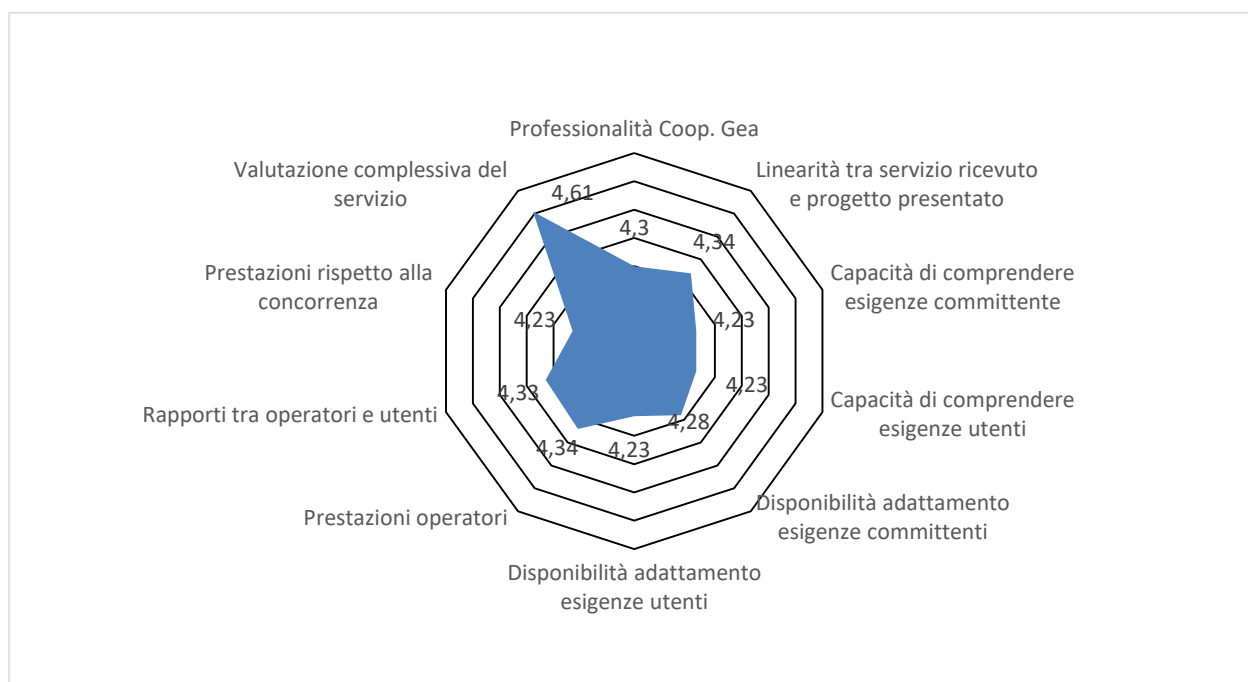 Professionalità Coop. Gea
Linearità tra servizio ricevuto
e progetto presentato
Capacità di comprendere
esigenze committente
Capacità di comprendere
esigenze utenti
Disponibilità adattamento
esigenze committenti
Disponibilità adattamento
esigenze utenti
Prestazioni operatori
Rapporti tra operatori e utenti
Prestazioni rispetto alla
concorrenza
Valutazione complessiva del
servizio
4,3
4,34
4,23
4,23
4,28
4,23
4,34
4,33
4,23
4,61